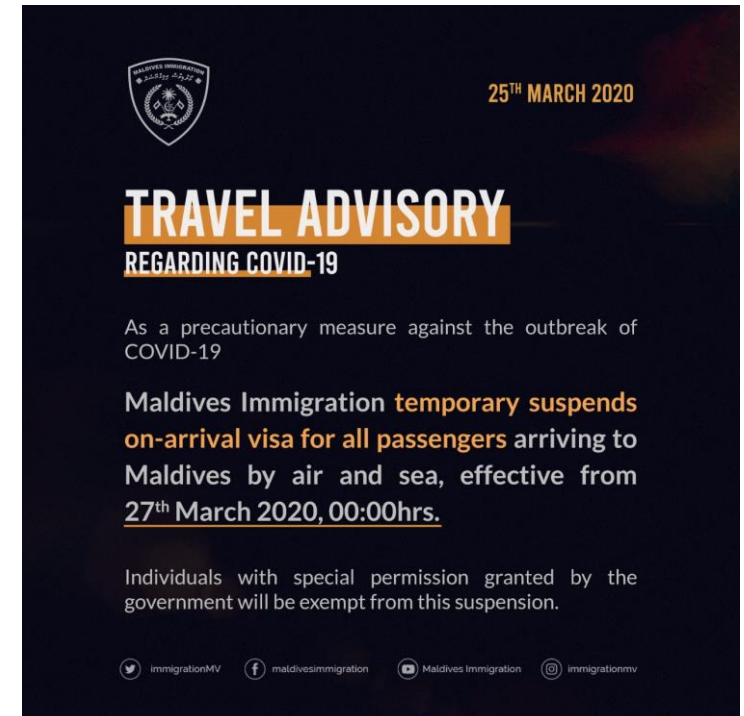 MALDIVES IMMIGRATION
25TH MARCH 2020
TRAVEL ADVISORY
REGARDING COVID-19
As a precautionary measure against the outbreak of
COVID-19
Maldives Immigration temporary suspends
on-arrival visa for all passengers arriving to
Maldives by air and sea, effective from
27th March 2020, 00:00hrs.
Individuals with special permission granted by the
government will be exempt from this suspension.
immigrationMV maldivesimmigration Maldives Immigration immigrationmv